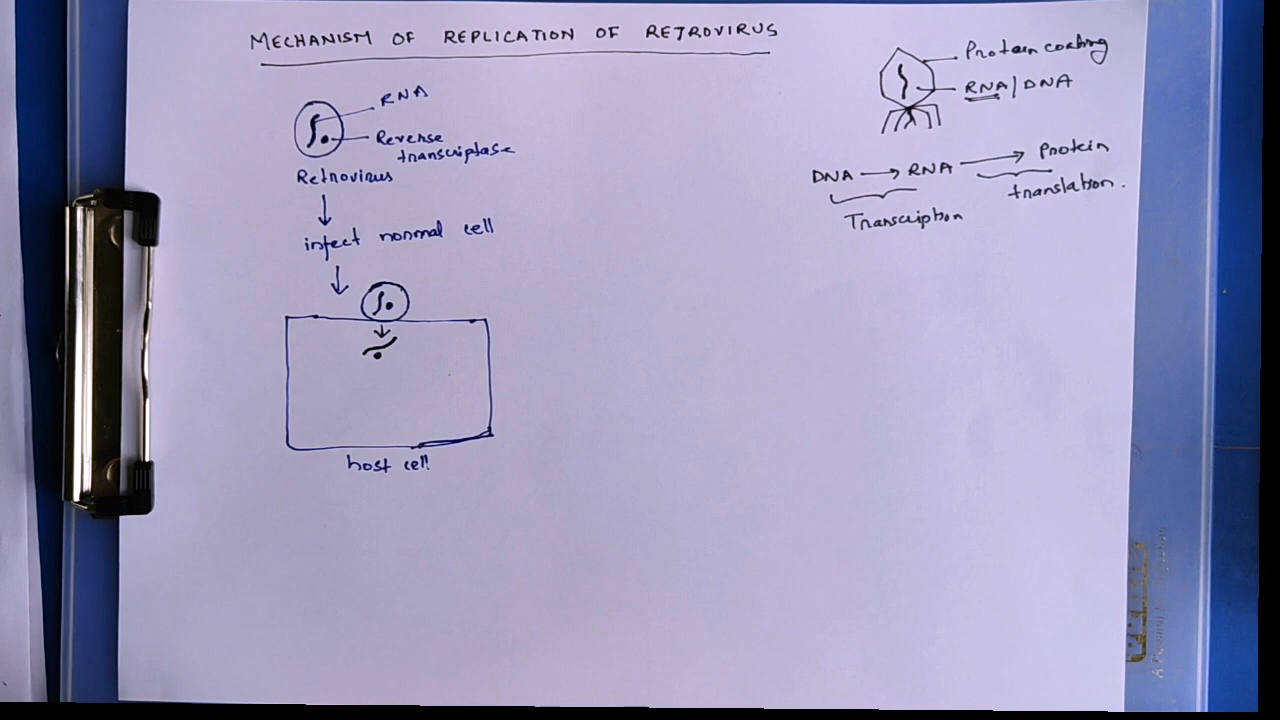 MECHANISM OF REPLICATION OF RETROVIRUS
RNA
Reverse
transcriptase
Retrovirus
infect normal cell
host cell
Protein coating
RNA/DNA
DNA → RNA → Protein
Transcription
translation.